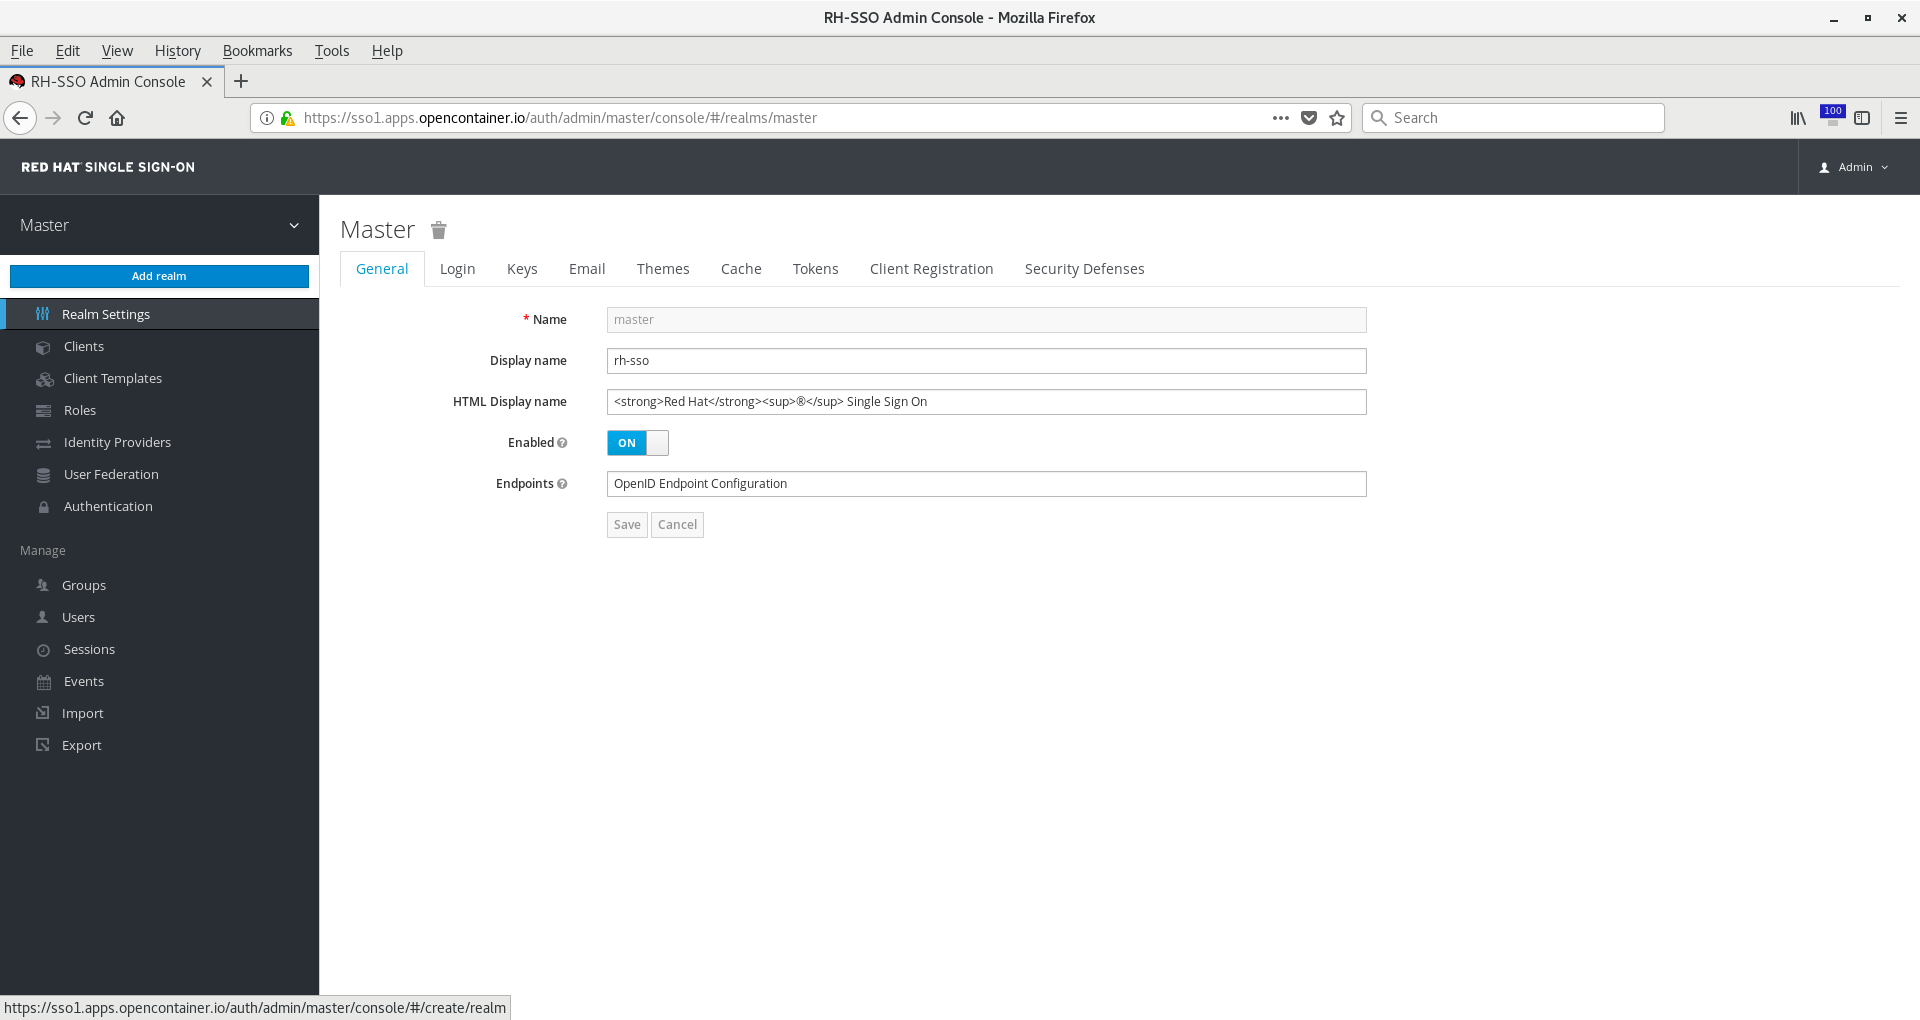 RH-SSO Admin Console - Mozilla Firefox
File Edit View History Bookmarks Tools Help
RH-SSO Admin Console
https://sso1.apps.opencontainer.io/auth/admin/master/console/#/realms/master
Search
100
RED HAT SINGLE SIGN-ON
Admin
Master
Add realm
Realm Settings
Clients
Client Templates
Roles
Identity Providers
User Federation
Authentication
Manage
Groups
Users
Sessions
Events
Import
Export
Master
General Login Keys Email Themes Cache Tokens Client Registration Security Defenses
* Name master
Display name rh-sso
HTML Display name <strong>Red Hat</strong><sup>®</sup> Single Sign On
Enabled ON
Endpoints OpenID Endpoint Configuration
Save Cancel
https://sso1.apps.opencontainer.io/auth/admin/master/console/#/create/realm